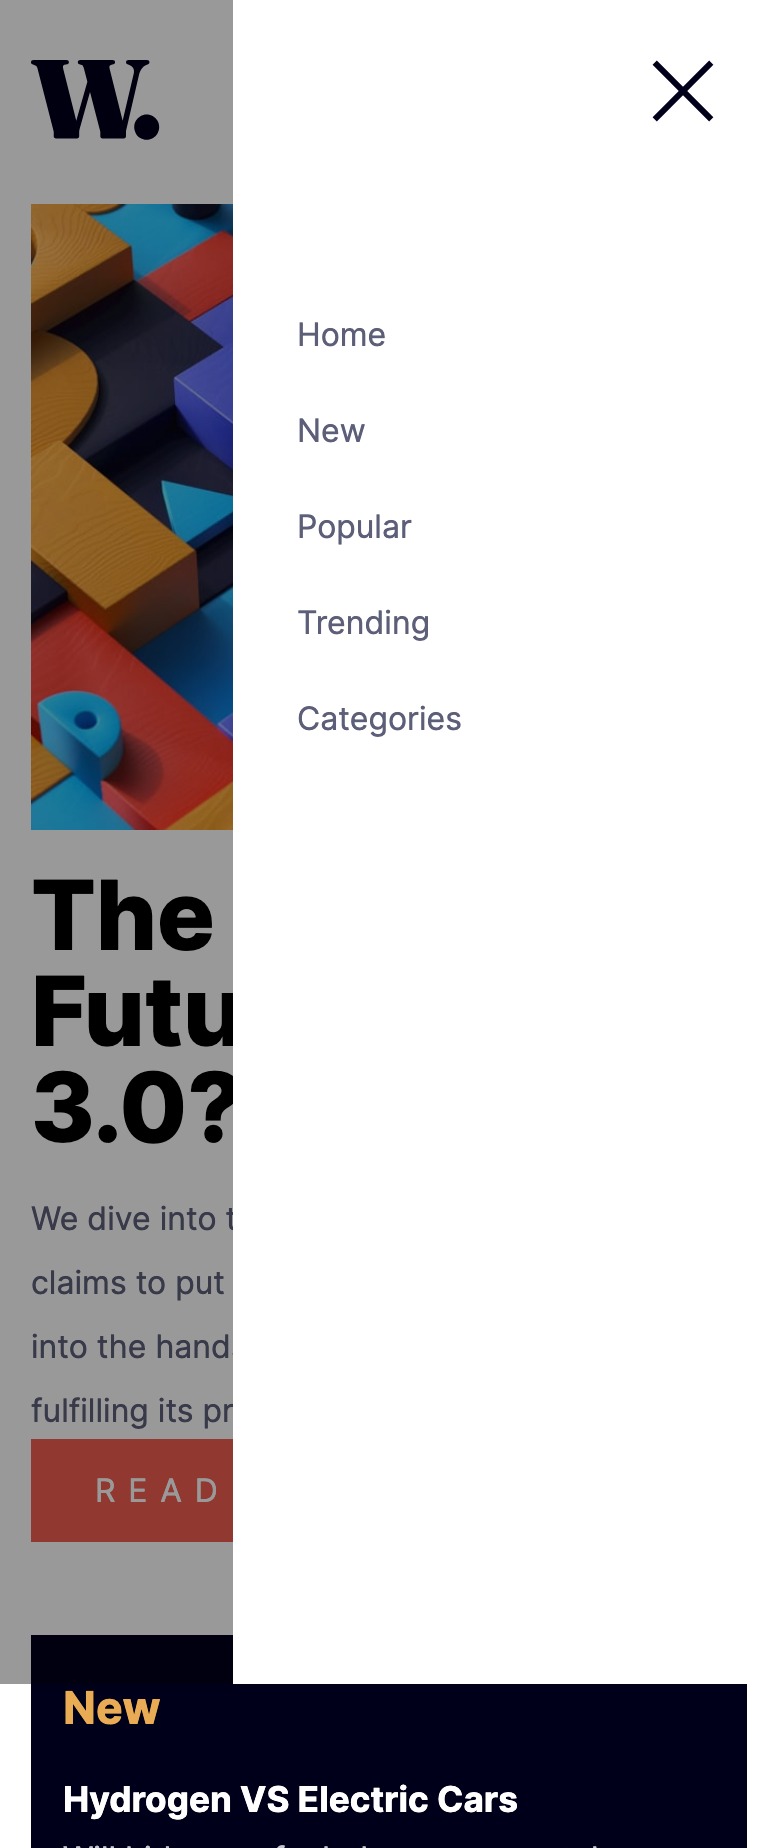 W.
Home
New
Popular
Trending
Categories
The
Futu
3.0?
We dive into t
claims to put
into the hand
fulfilling its pr
READ
New
Hydrogen VS Electric Cars